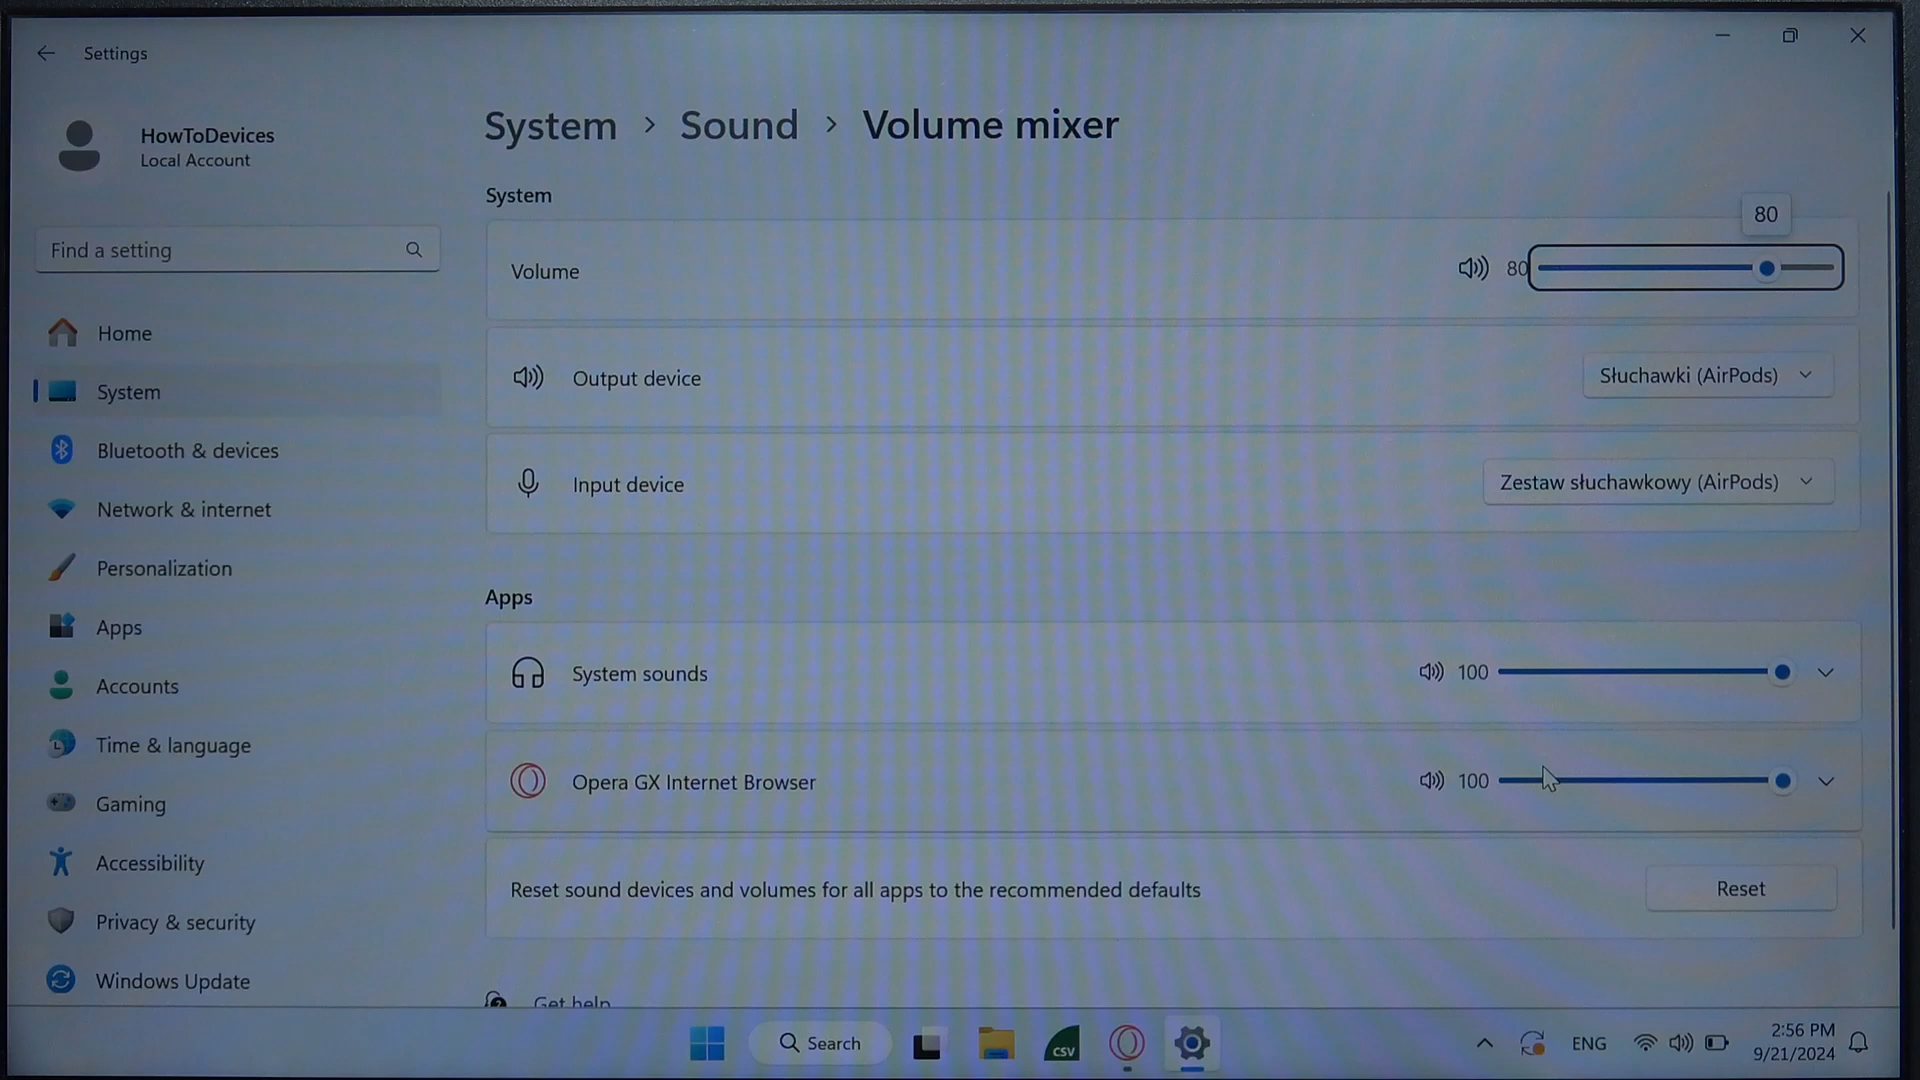 Settings
HowToDevices
Local Account
Find a setting
Home
System
Bluetooth & devices
Network & internet
Personalization
Apps
Accounts
Time & language
Gaming
Accessibility
Privacy & security
Windows Update
System > Sound > Volume mixer
System
80
Volume
80
Output device
Słuchawki (AirPods)
Input device
Zestaw słuchawkowy (AirPods)
Apps
System sounds
100
Opera GX Internet Browser
100
Reset sound devices and volumes for all apps to the recommended defaults
Reset
Get help
Search
CSV
ENG
2:56 PM
9/21/2024